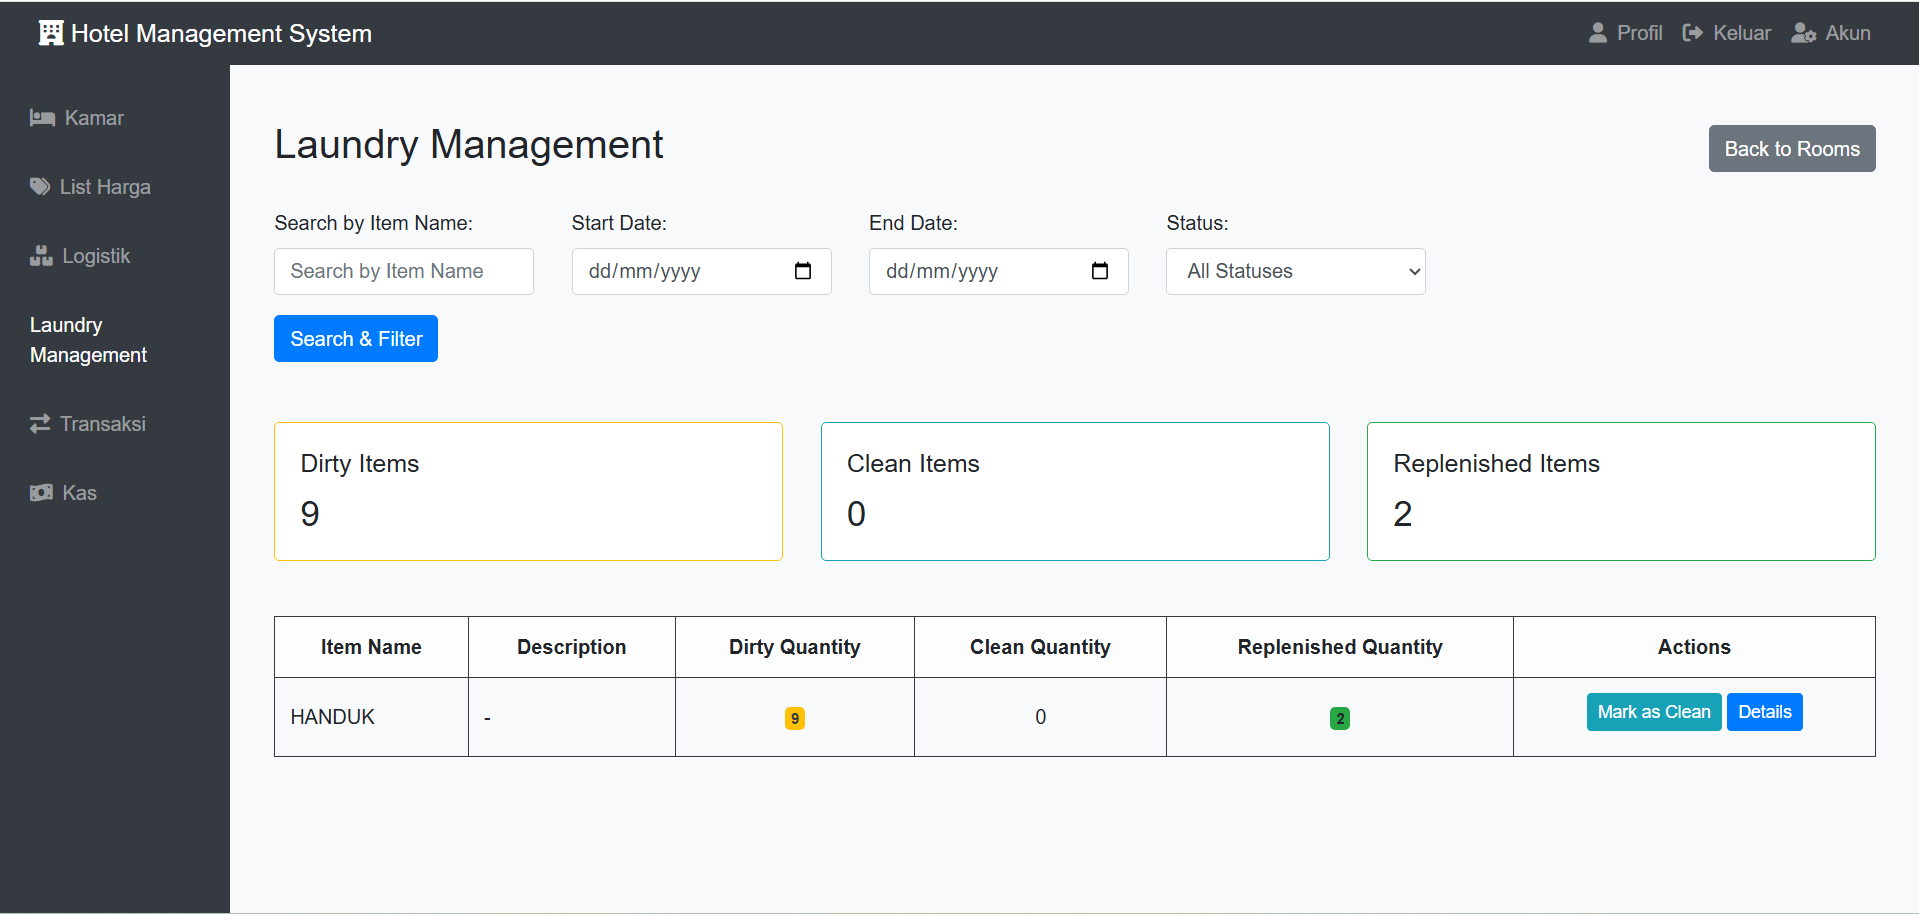 Hotel Management System
Profil
Keluar
Akun
Kamar
List Harga
Logistik
Laundry
Management
Transaksi
Kas
Laundry Management
Back to Rooms
Search by Item Name:
Start Date:
End Date:
Status:
Search by Item Name
dd/mm/yyyy
dd/mm/yyyy
All Statuses
Search & Filter
Dirty Items
9
Clean Items
0
Replenished Items
2
Item Name Description Dirty Quantity Clean Quantity Replenished Quantity Actions
HANDUK - 9 0 2 Mark as Clean Details